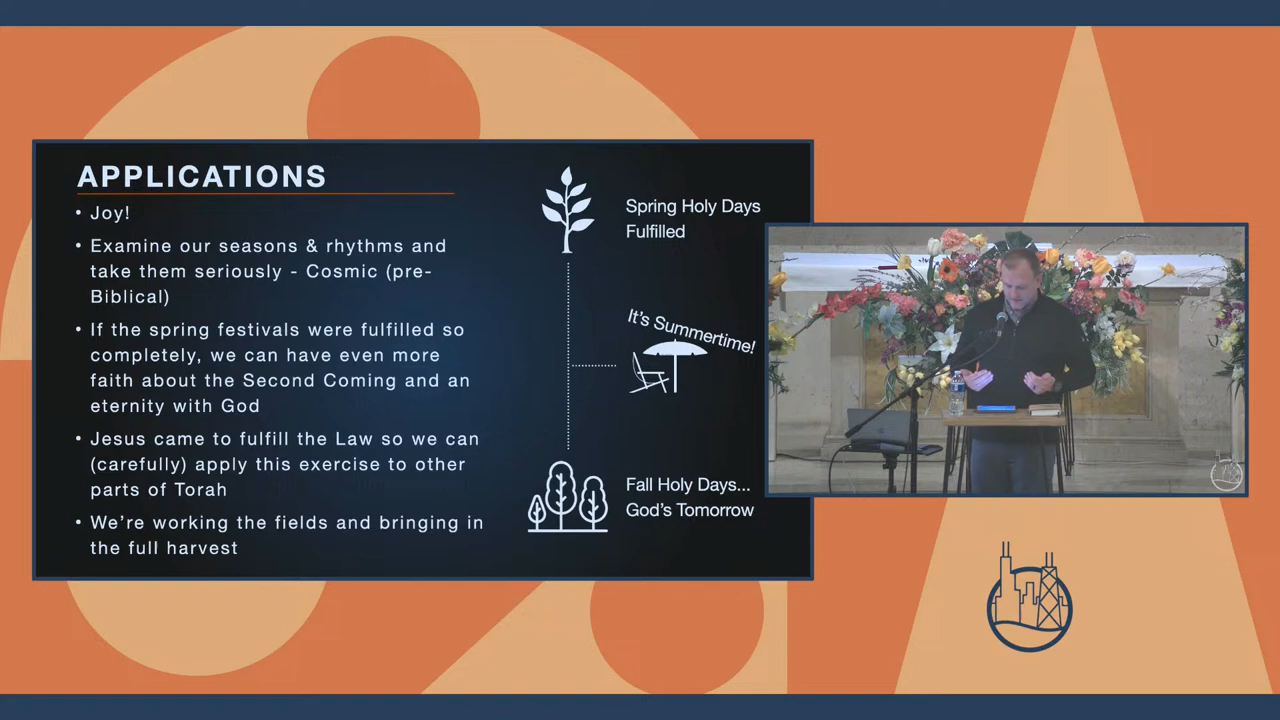 APPLICATIONS
• Joy!
• Examine our seasons & rhythms and
take them seriously - Cosmic (pre-
Biblical)
• If the spring festivals were fulfilled so
completely, we can have even more
faith about the Second Coming and an
eternity with God
• Jesus came to fulfill the Law so we can
(carefully) apply this exercise to other
parts of Torah
• We’re working the fields and bringing in
the full harvest
Spring Holy Days
Fulfilled
It’s Summertime!
Fall Holy Days...
God’s Tomorrow